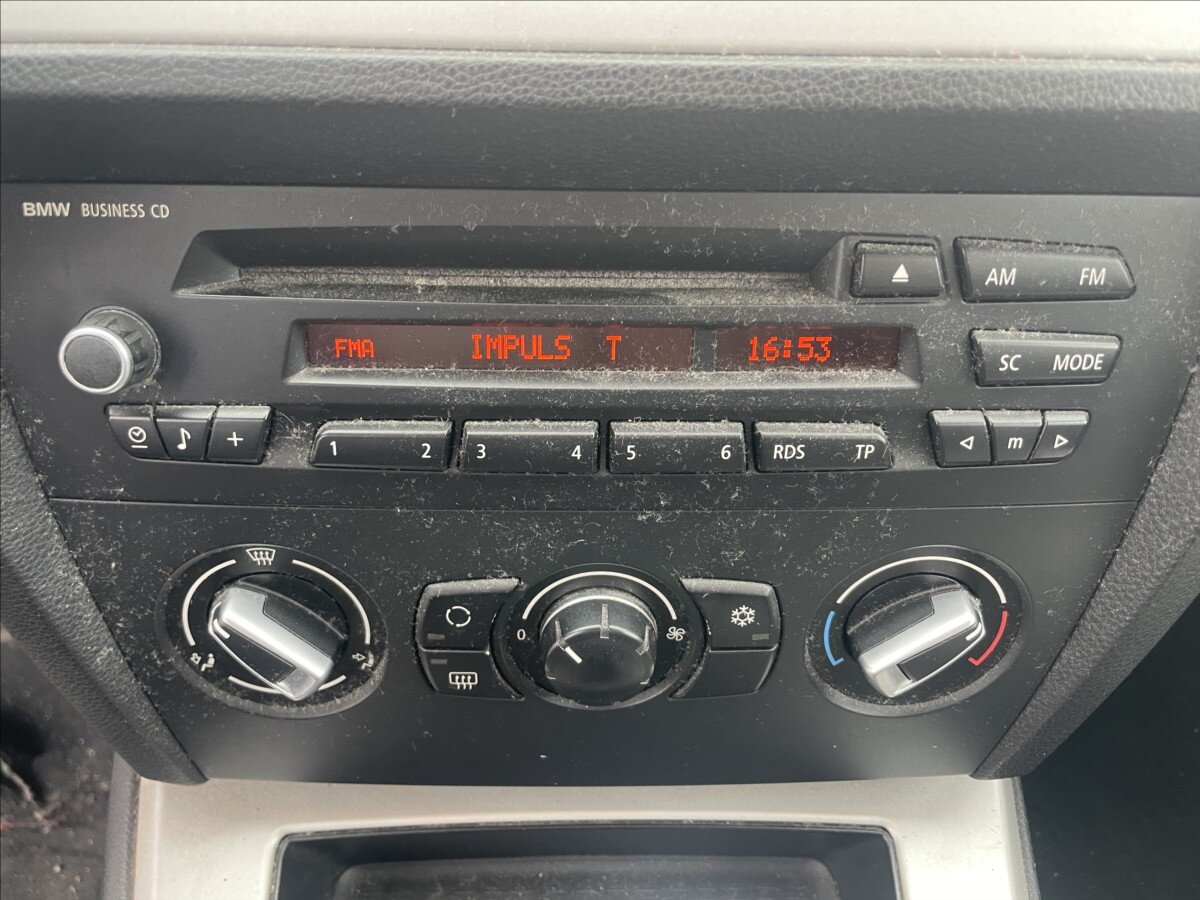 BMW BUSINESS CD
AM FM
FMA IMPULS T 16:53
SC MODE
+
1 2 3 4 5 6 RDS TP
m
0